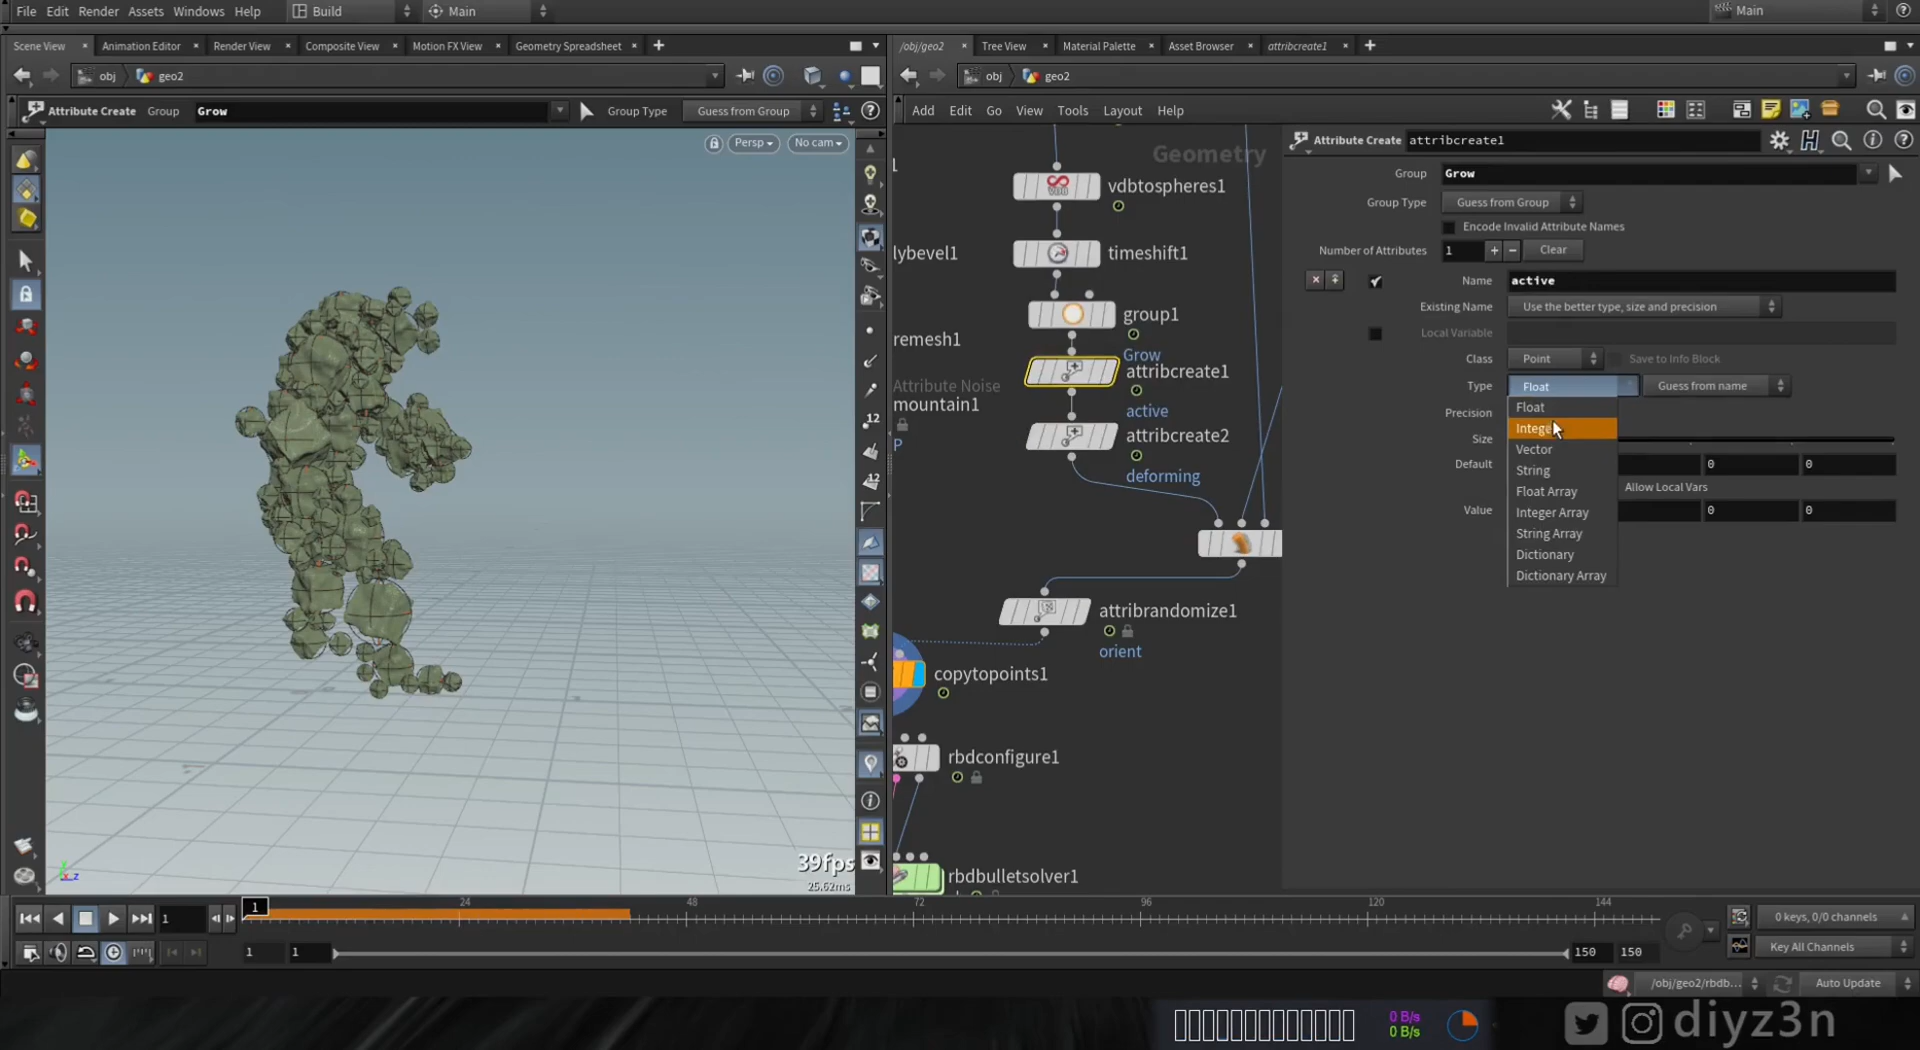 File Edit Render Assets Windows Help Build Main Main
Scene View Animation Editor Render View Composite View Motion FX View Geometry Spreadsheet
obj geo2
Attribute Create Group Grow Group Type Guess from Group
Persp No cam
12
12
39fps
25.62ms
/obj/geo2 Tree View Material Palette Asset Browser attribcreate1
obj geo2
Add Edit Go View Tools Layout Help
Geometry
vdbtospheres1
lybevel1
timeshift1
group1
Grow
remesh1
attribcreate1
active
Attribute Noise
mountain1
P
attribcreate2
deforming
attribrandomize1
orient
copytopoints1
rbdconfigure1
rbdbulletsolver1
Attribute Create attribcreate1
Group Grow
Group Type Guess from Group
Encode Invalid Attribute Names
Number of Attributes 1 Clear
Name active
Existing Name Use the better type, size and precision
Local Variable
Class Point Save to Info Block
Type Float Guess from name
Precision
Size
Default 0 0
Allow Local Vars
Value 0 0
Float
Intege
Vector
String
Float Array
Integer Array
String Array
Dictionary
Dictionary Array
1 1 24 48 72 96 120 144
0 keys, 0/0 channels
1 1 150 150
Key All Channels
/obj/geo2/rbdb... Auto Update
0 B/s
0 B/s
diyz3n